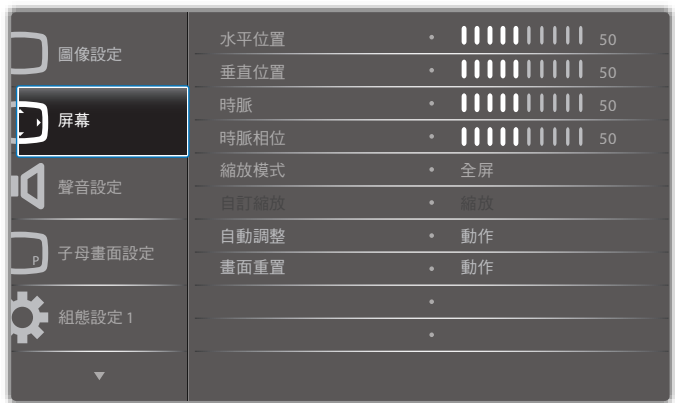 圖像設定
屏幕
聲音設定
P
子母畫面設定
組態設定 1
水平位置 • 50
垂直位置 • 50
時脈 • 50
時脈相位 • 50
縮放模式 • 全屏
自訂縮放 • 縮放
自動調整 • 動作
畫面重置 • 動作
•
•